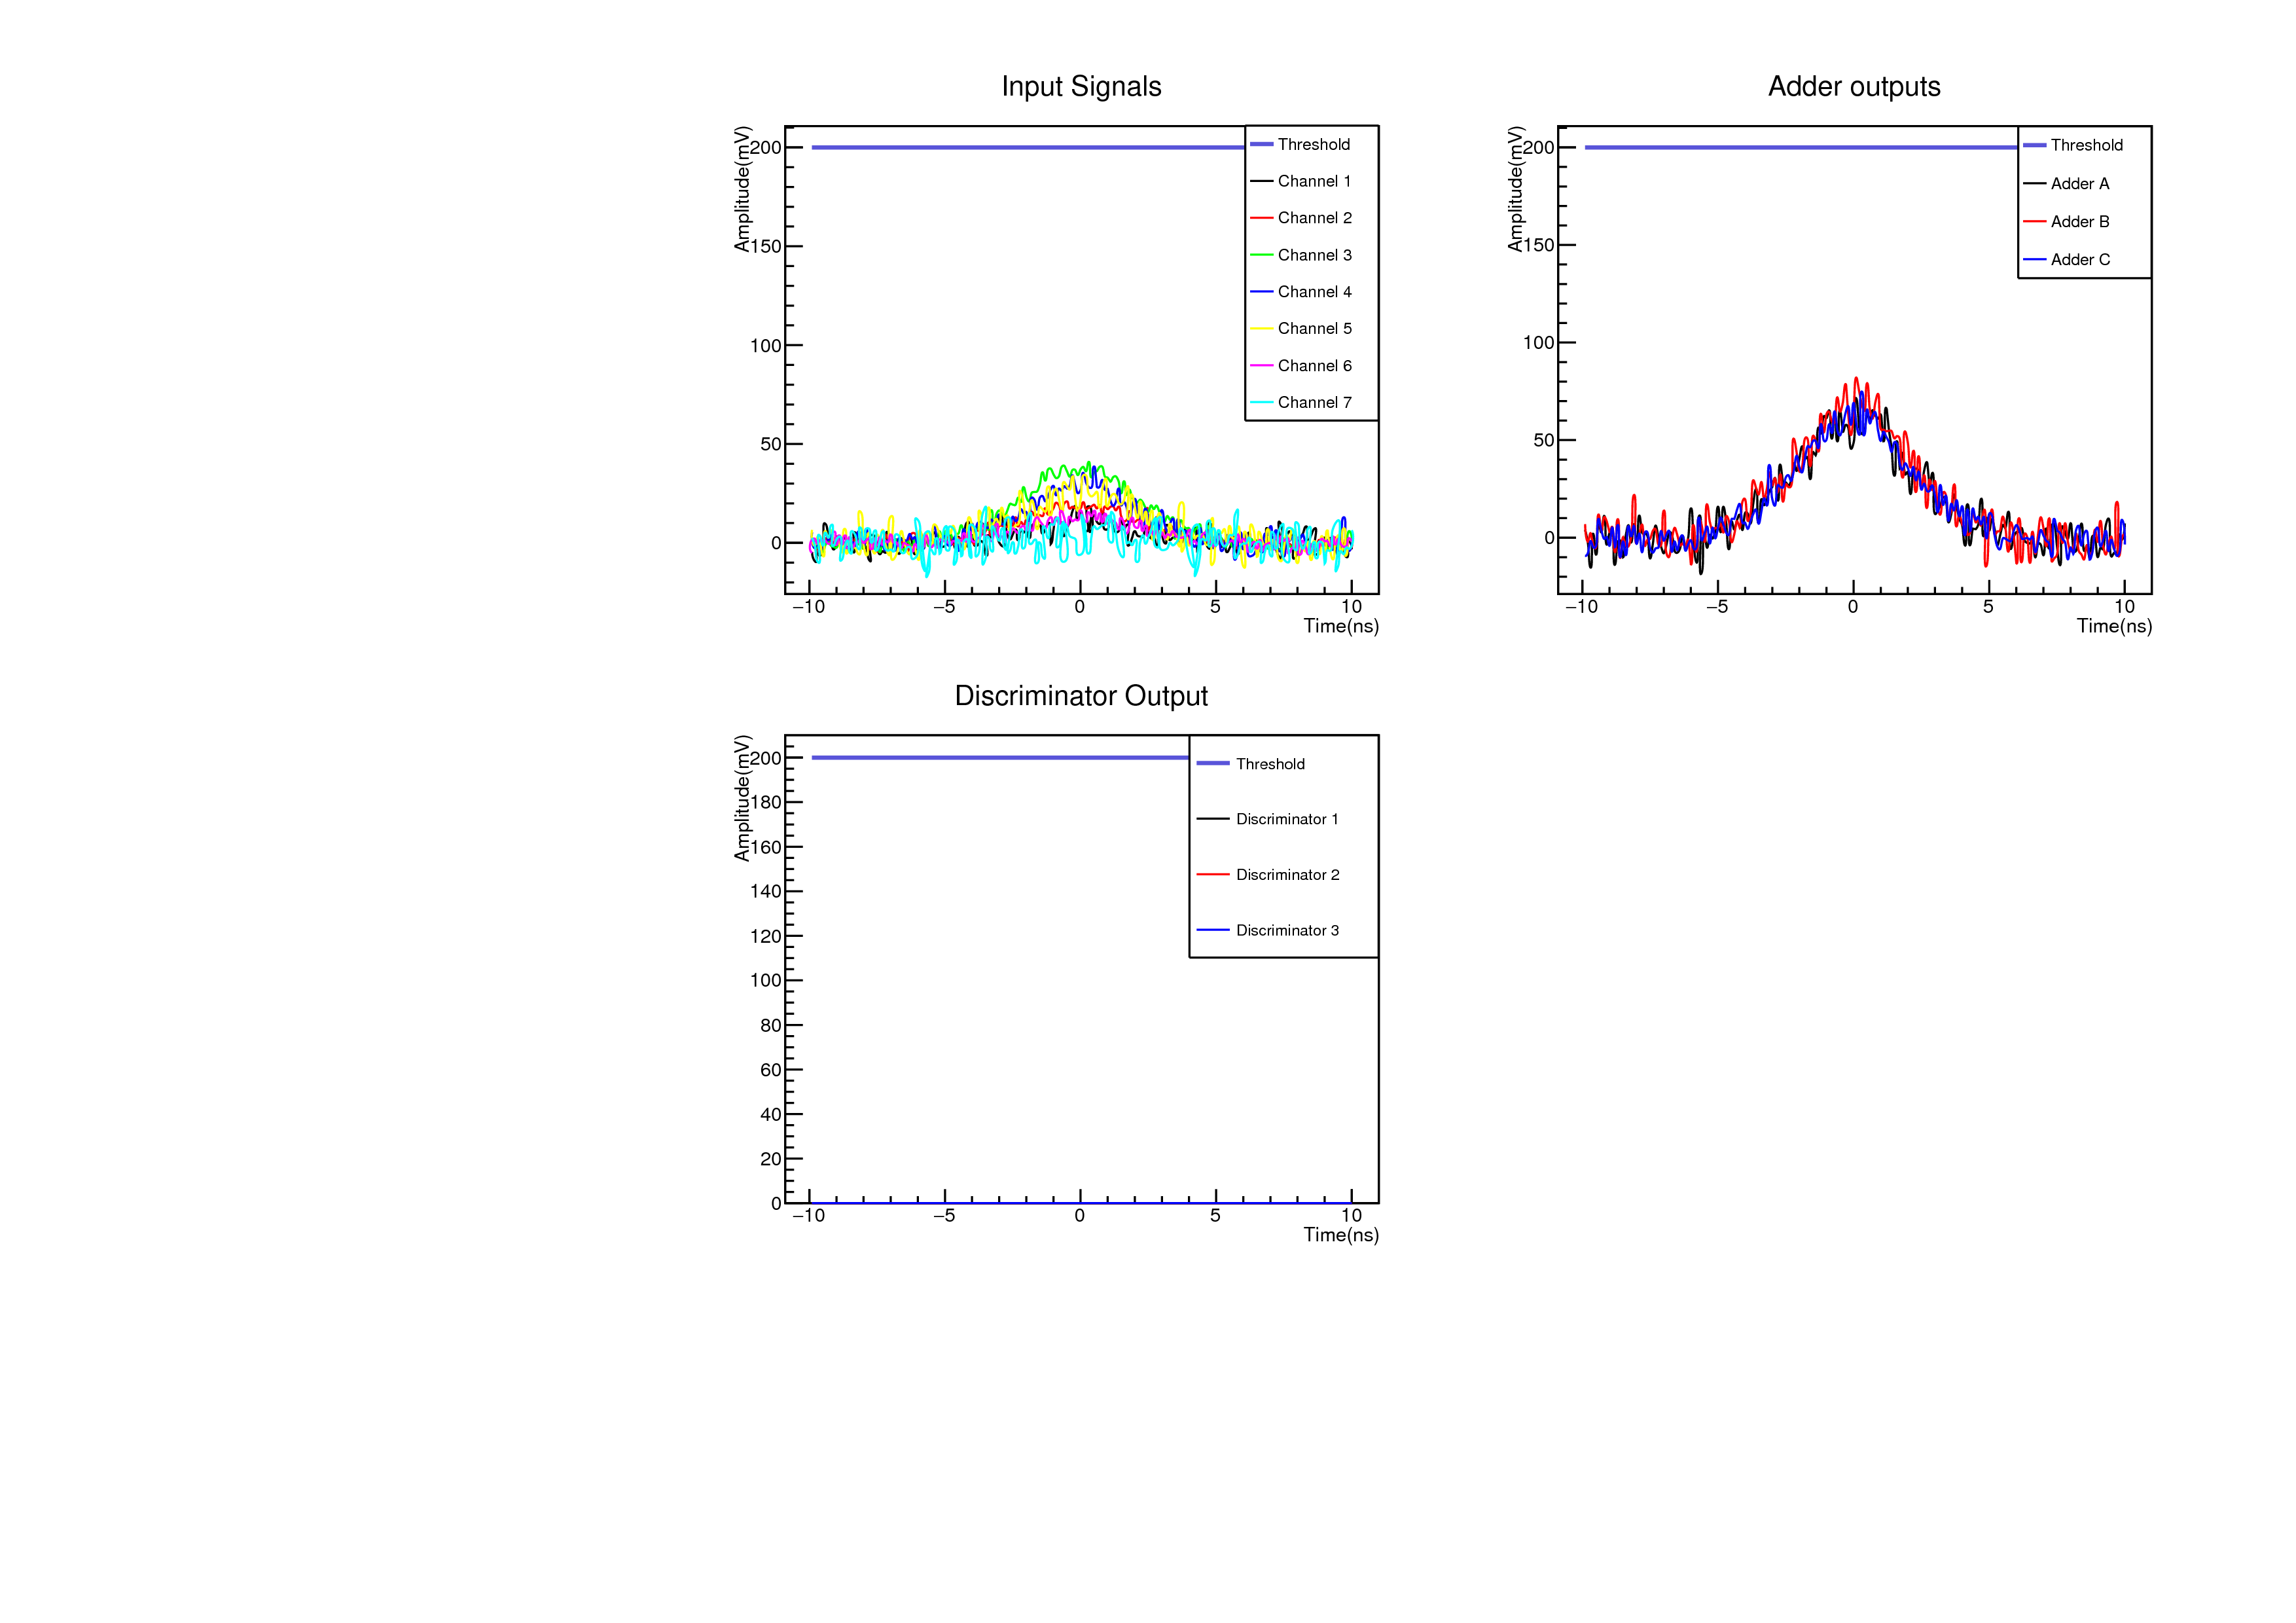 Input Signals
Amplitude(mV)
200
150
100
50
0
−10
−5
0
5
10
Time(ns)
Threshold
Channel 1
Channel 2
Channel 3
Channel 4
Channel 5
Channel 6
Channel 7
Adder outputs
Amplitude(mV)
200
150
100
50
0
−10
−5
0
5
10
Time(ns)
Threshold
Adder A
Adder B
Adder C
Discriminator Output
Amplitude(mV)
200
180
160
140
120
100
80
60
40
20
0
−10
−5
0
5
10
Time(ns)
Threshold
Discriminator 1
Discriminator 2
Discriminator 3